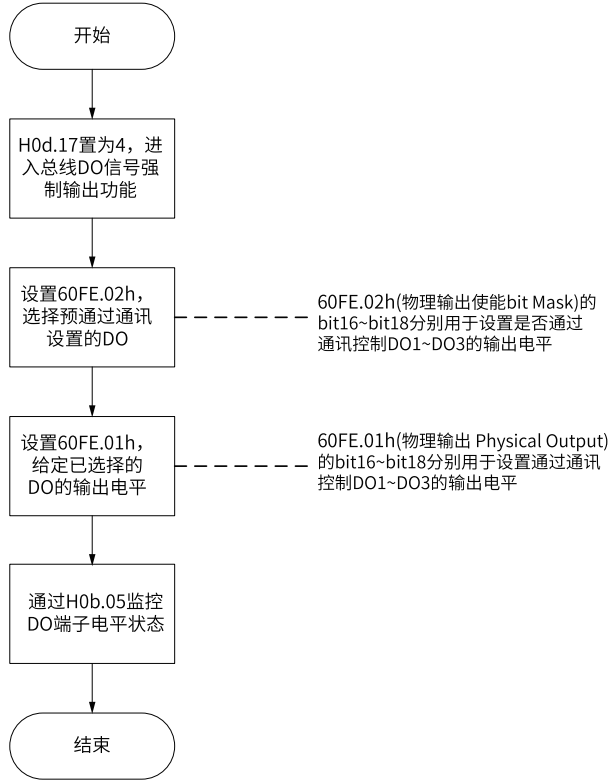 开始
H0d.17置为4，进
入总线DO信号强
制输出功能
设置60FE.02h，
选择预通过通讯
设置的DO
60FE.02h(物理输出使能bit Mask)的
bit16~bit18分别用于设置是否通过
通讯控制DO1~DO3的输出电平
设置60FE.01h，
给定已选择的
DO的输出电平
60FE.01h(物理输出 Physical Output)
的bit16~bit18分别用于设置通过通讯
控制DO1~DO3的输出电平
通过H0b.05监控
DO端子电平状态
结束